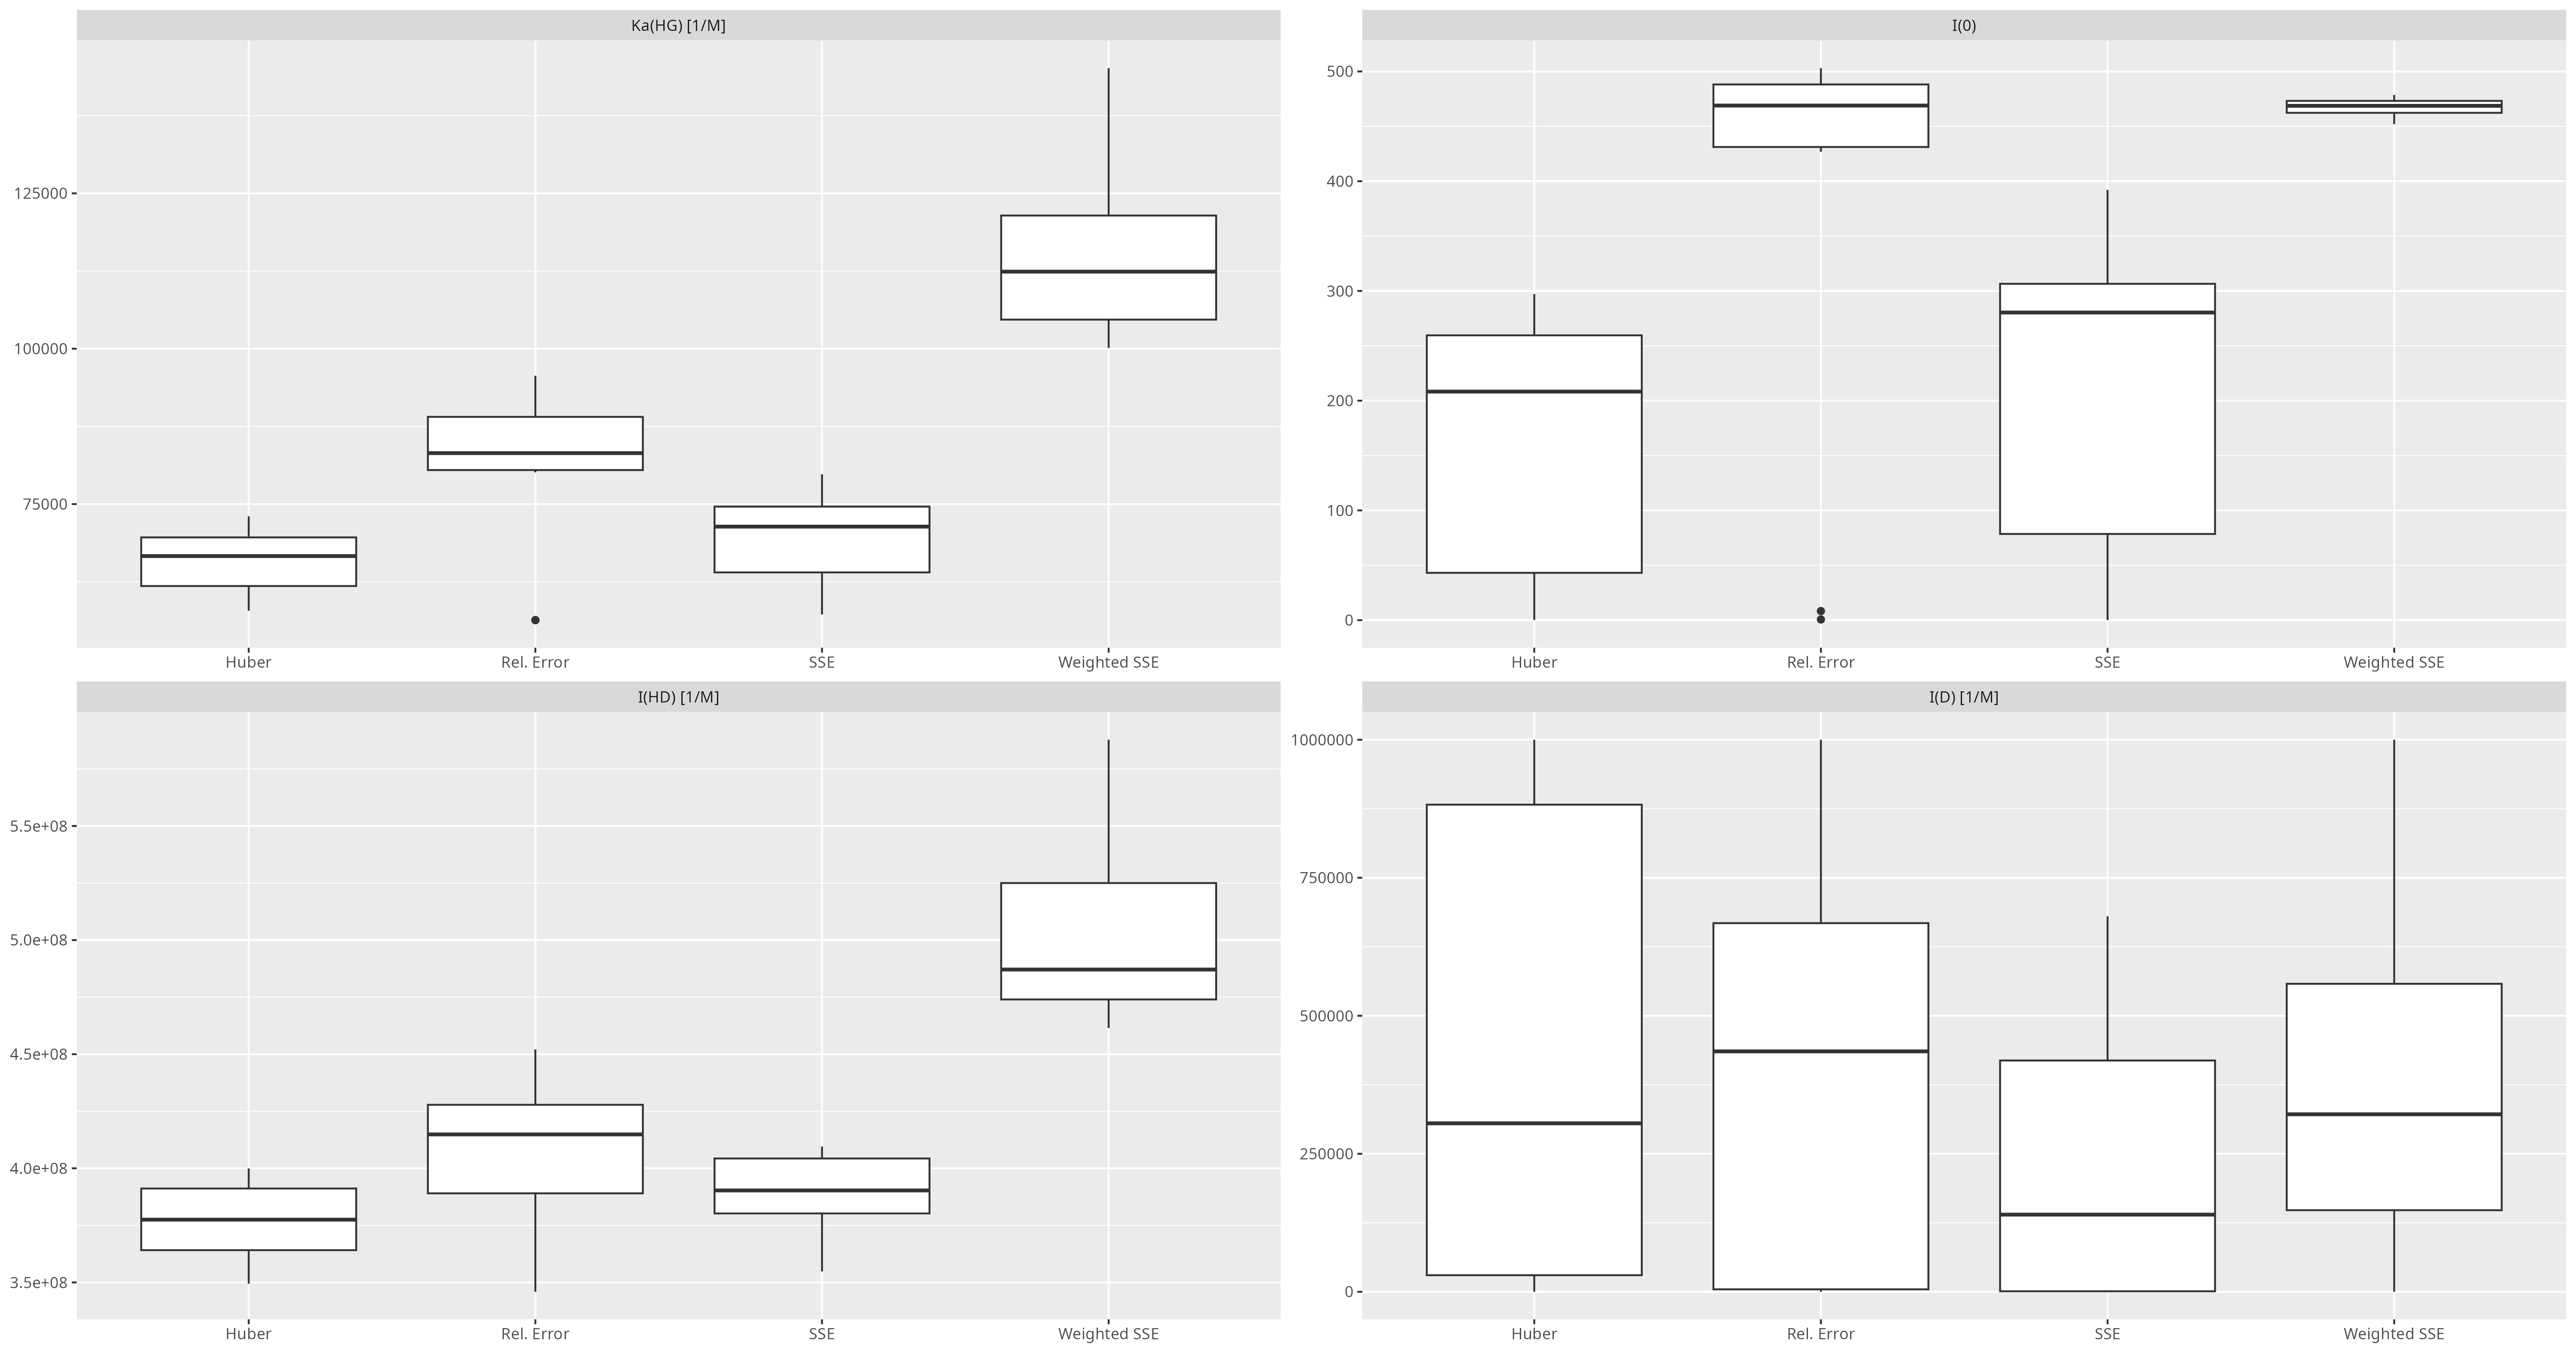 Ka(HG) [1/M]
125000
100000
75000
Huber Rel. Error SSE Weighted SSE
I(0)
500
400
300
200
100
0
Huber Rel. Error SSE Weighted SSE
I(HD) [1/M]
5.5e+08
5.0e+08
4.5e+08
4.0e+08
3.5e+08
Huber Rel. Error SSE Weighted SSE
I(D) [1/M]
1000000
750000
500000
250000
0
Huber Rel. Error SSE Weighted SSE